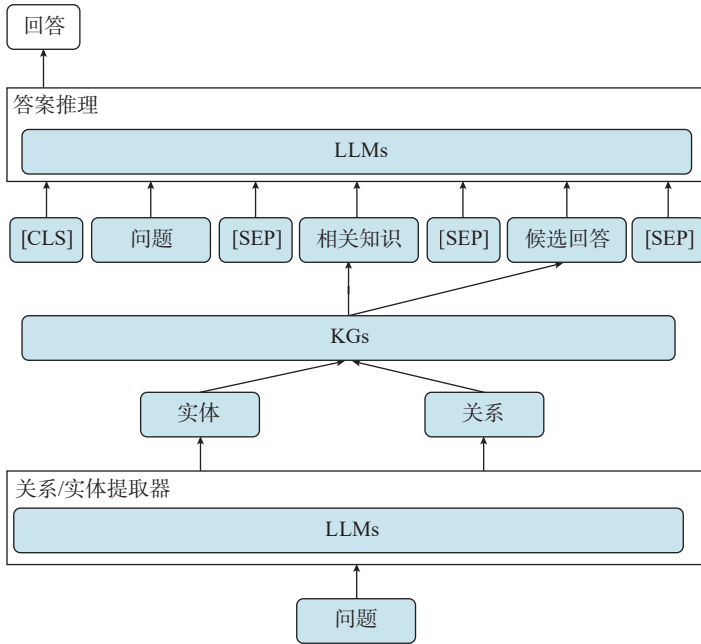 回答
答案推理
LLMs
[CLS]
问题
[SEP]
相关知识
[SEP]
候选回答
[SEP]
KGs
实体
关系
关系/实体提取器
LLMs
问题